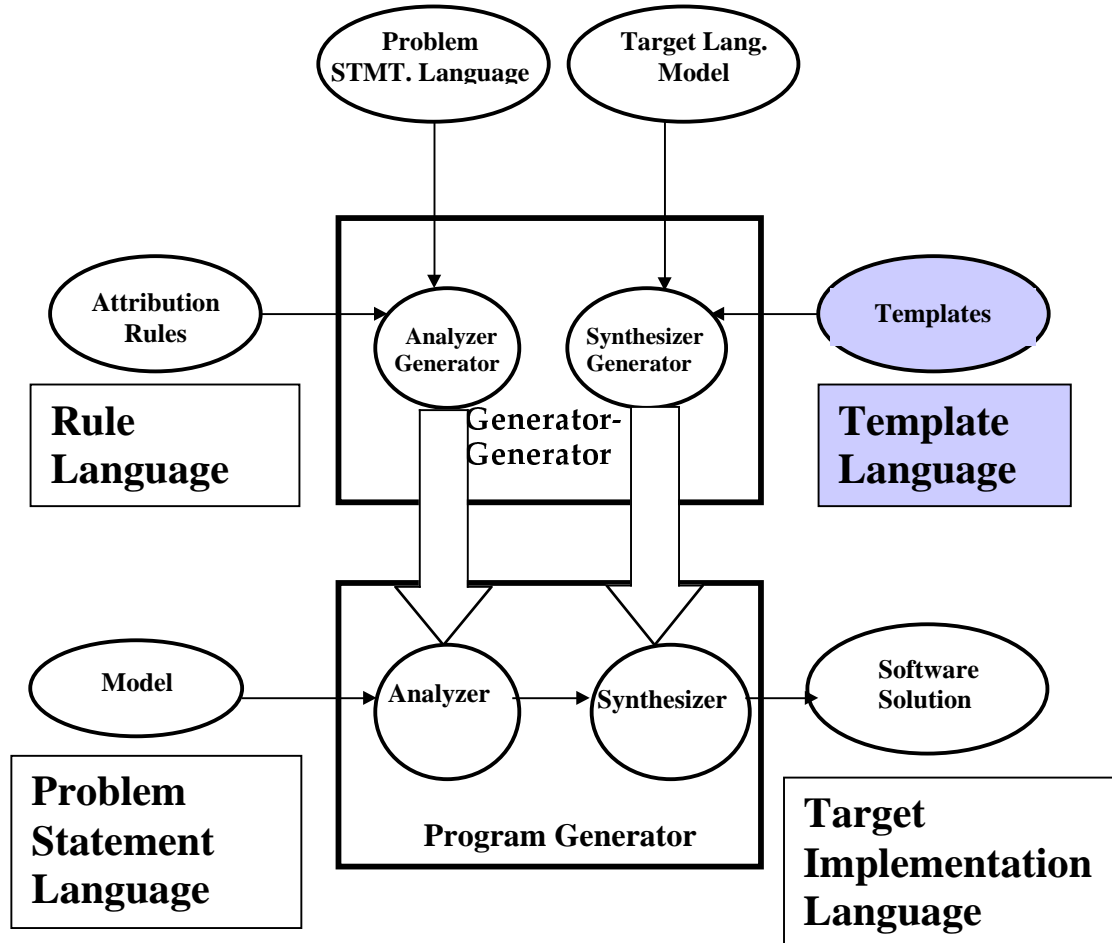 Problem
STMT. Language
Target Lang.
Model
Attribution
Rules
Analyzer
Generator
Synthesizer
Generator
Templates
Rule
Language
Generator-
Generator
Template
Language
Model
Analyzer
Synthesizer
Software
Solution
Problem
Statement
Language
Program Generator
Target
Implementation
Language